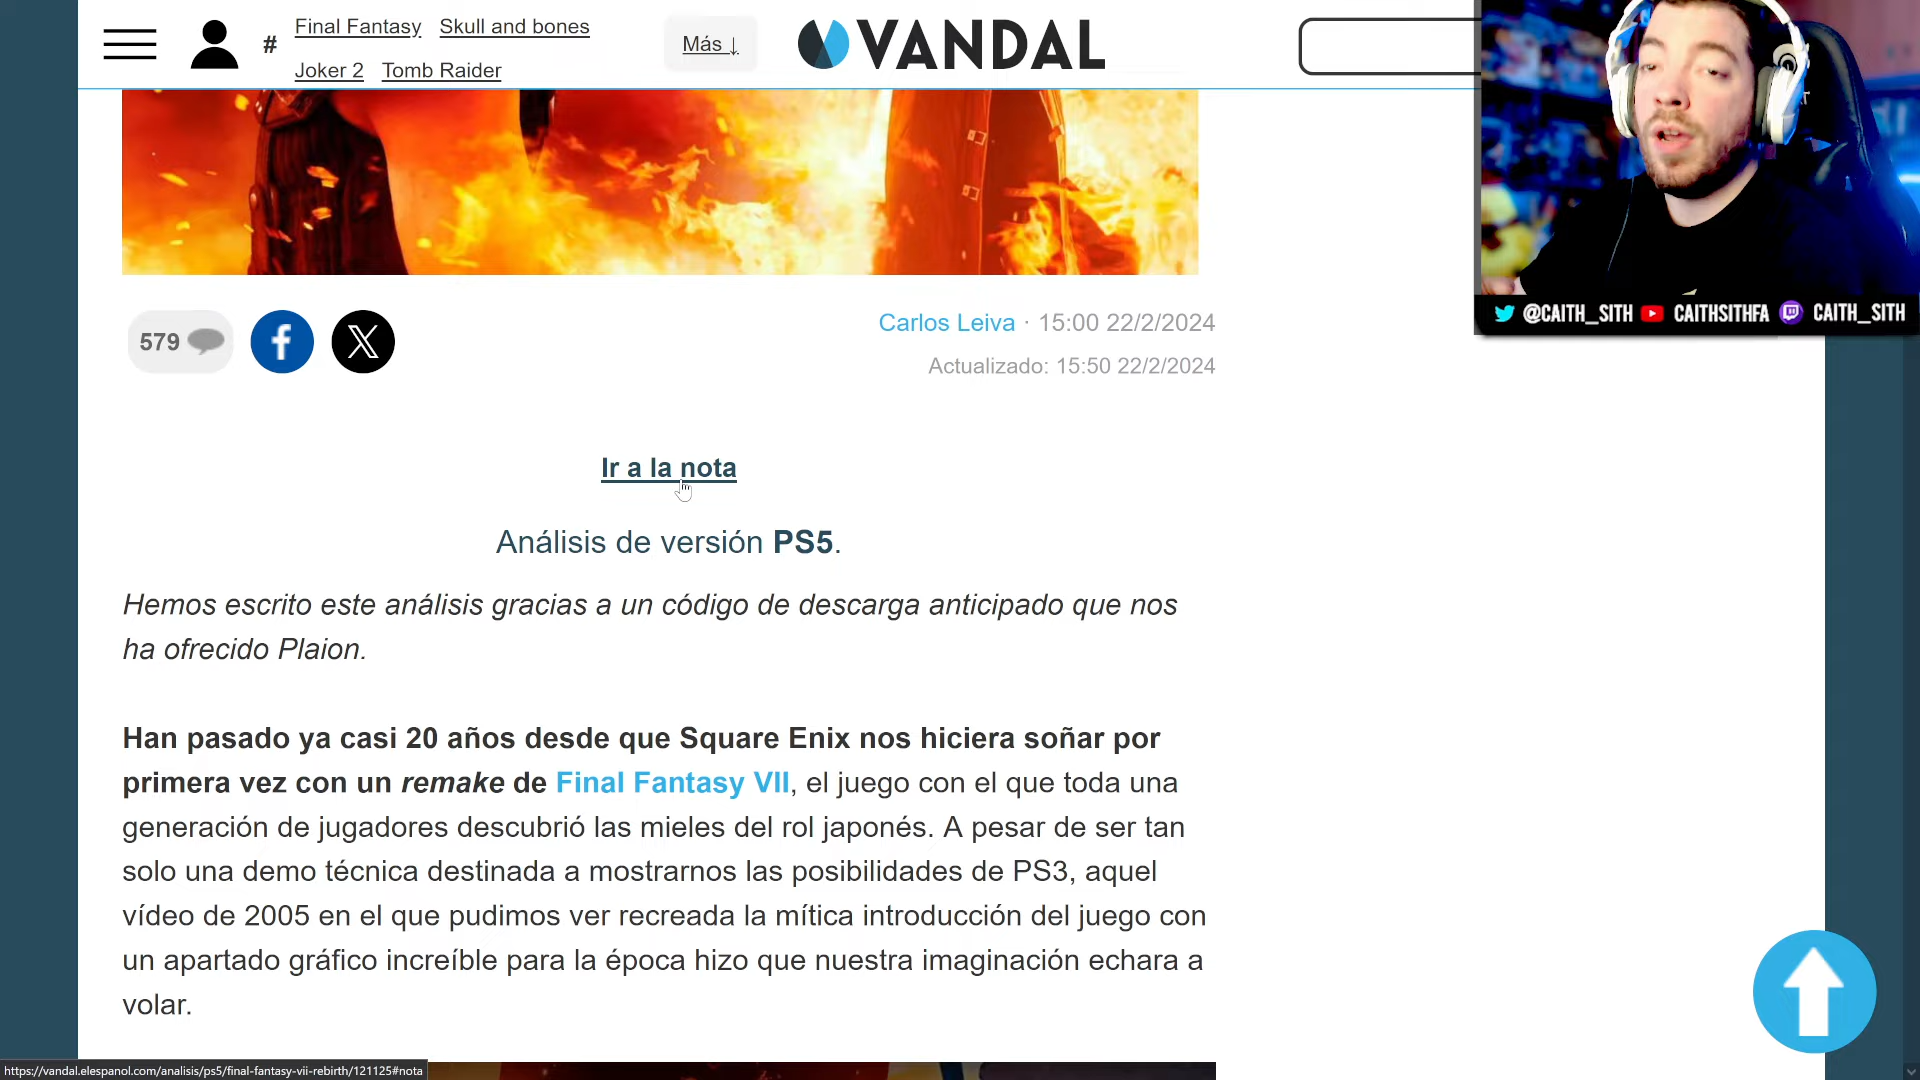 #
Final Fantasy
Skull and bones
Joker 2
Tomb Raider
Más ↓
VANDAL
@CAITH_SITH
CAITHSITHFA
CAITH_SITH
579
Carlos Leiva · 15:00 22/2/2024
Actualizado: 15:50 22/2/2024
Ir a la nota
Análisis de versión PS5.
Hemos escrito este análisis gracias a un código de descarga anticipado que nos
ha ofrecido Plaion.
Han pasado ya casi 20 años desde que Square Enix nos hiciera soñar por
primera vez con un remake de Final Fantasy VII, el juego con el que toda una
generación de jugadores descubrió las mieles del rol japonés. A pesar de ser tan
solo una demo técnica destinada a mostrarnos las posibilidades de PS3, aquel
vídeo de 2005 en el que pudimos ver recreada la mítica introducción del juego con
un apartado gráfico increíble para la época hizo que nuestra imaginación echara a
volar.
https://vandal.elespanol.com/analisis/ps5/final-fantasy-vii-rebirth/121125#nota